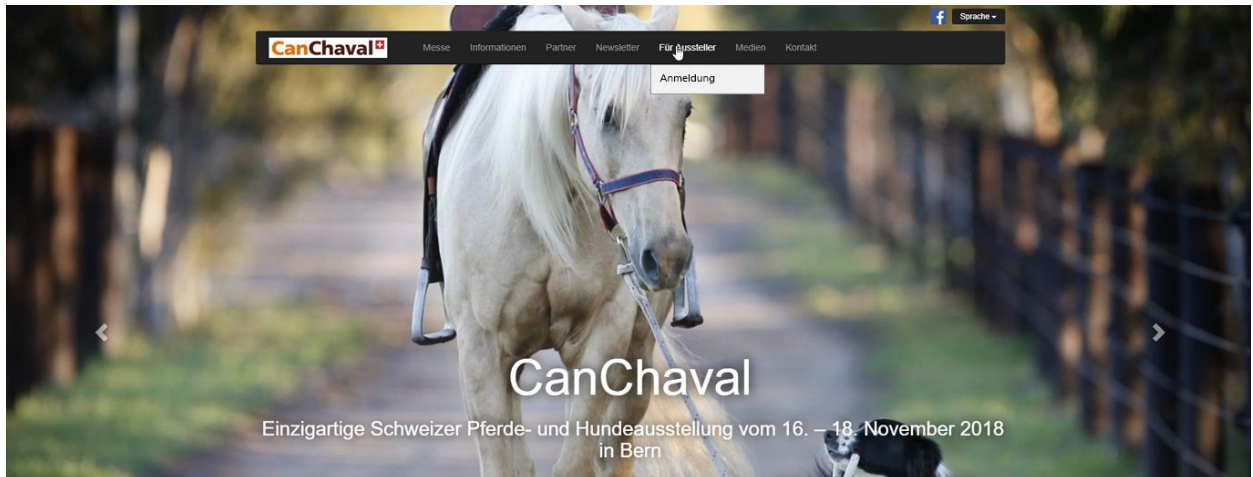 Sprache
CanChaval
Messe Informationen Partner Newsletter Für Aussteller Medien Kontakt
Anmeldung
CanChaval
Einzigartige Schweizer Pferde- und Hundeausstellung vom 16. – 18. November 2018
in Bern